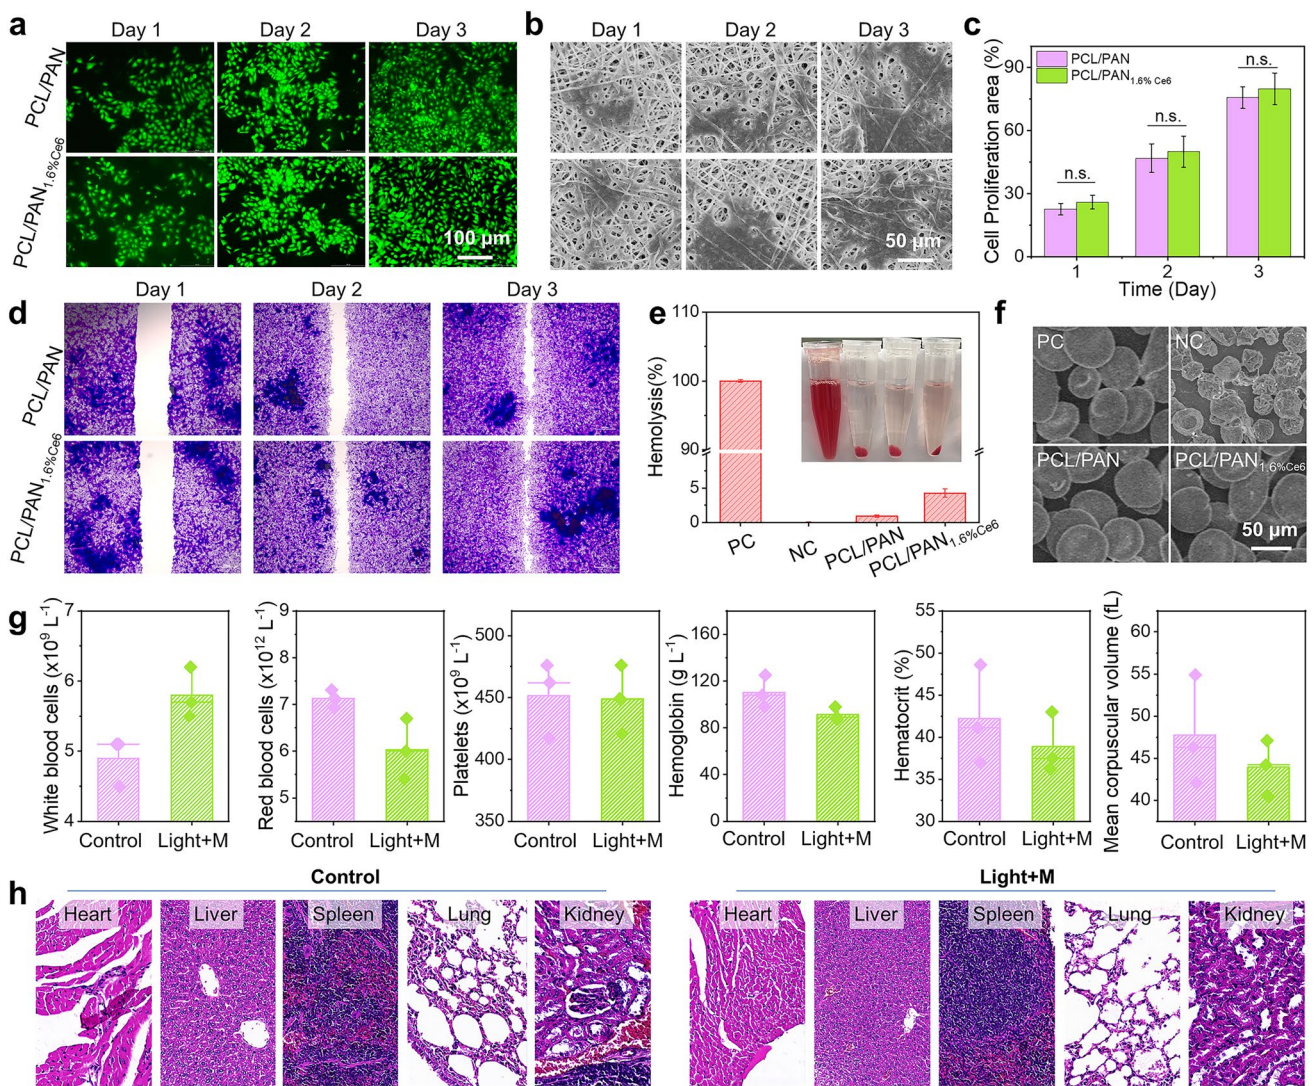 a
Day 1
Day 2
Day 3
PCL/PAN
PCL/PAN1.6%Ce6
100 μm
b
Day 1
Day 2
Day 3
50 μm
c
Cell Proliferation area (%)
90
60
30
0
PCL/PAN
PCL/PAN1.6% Ce6
n.s.
n.s.
n.s.
1
2
3
Time (Day)
d
Day 1
Day 2
Day 3
PCL/PAN
PCL/PAN1.6%Ce6
e
Hemolysis(%)
110
100
90
5
0
PC
NC
PCL/PAN
PCL/PAN1.6%Ce6
f
PC
NC
PCL/PAN
PCL/PAN1.6%Ce6
50 μm
g
White blood cells (x10⁹ L⁻¹)
7
6
5
4
Control
Light+M
Red blood cells (x10¹² L⁻¹)
9
8
7
6
5
Control
Light+M
Platelets (x10⁹ L⁻¹)
500
450
400
350
Control
Light+M
Hemoglobin (g L⁻¹)
160
120
80
40
0
Control
Light+M
Hematocrit (%)
55
50
45
40
35
30
Control
Light+M
Mean corpuscular volume (fL)
60
55
50
45
40
Control
Light+M
h
Control
Heart
Liver
Spleen
Lung
Kidney
Light+M
Heart
Liver
Spleen
Lung
Kidney